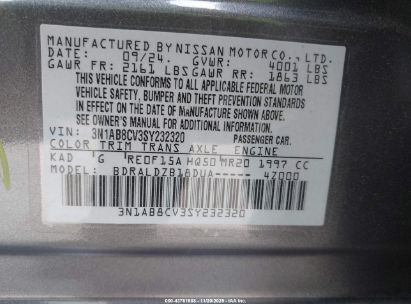 MANUFACTURED BY NISSAN MOTOR CO., LTD.
09/24. GVWR: 4001 LBS
GAWR FR: 2161 LBS GAWR RR: 1863 LBS
THIS VEHICLE CONFORMS TO ALL APPLICABLE FEDERAL MOTOR
VEHICLE SAFETY, BUMPER, AND THEFT PREVENTION STANDARDS
IN EFFECT ON THE DATE OF MANUFACTURE SHOWN ABOVE.
SEE OWNER'S MANUAL FOR ADDITIONAL INFORMATION.
VIN: 3N1AB8CV3SY232320 PASSENGER CAR.
COLOR TRIM TRANS AXLE ENGINE
KAD G RE0F15A HQ50 MR20 1997 CC
BDRALDZB18DUA----- 4Z000
3N1AB8CV3SY232320